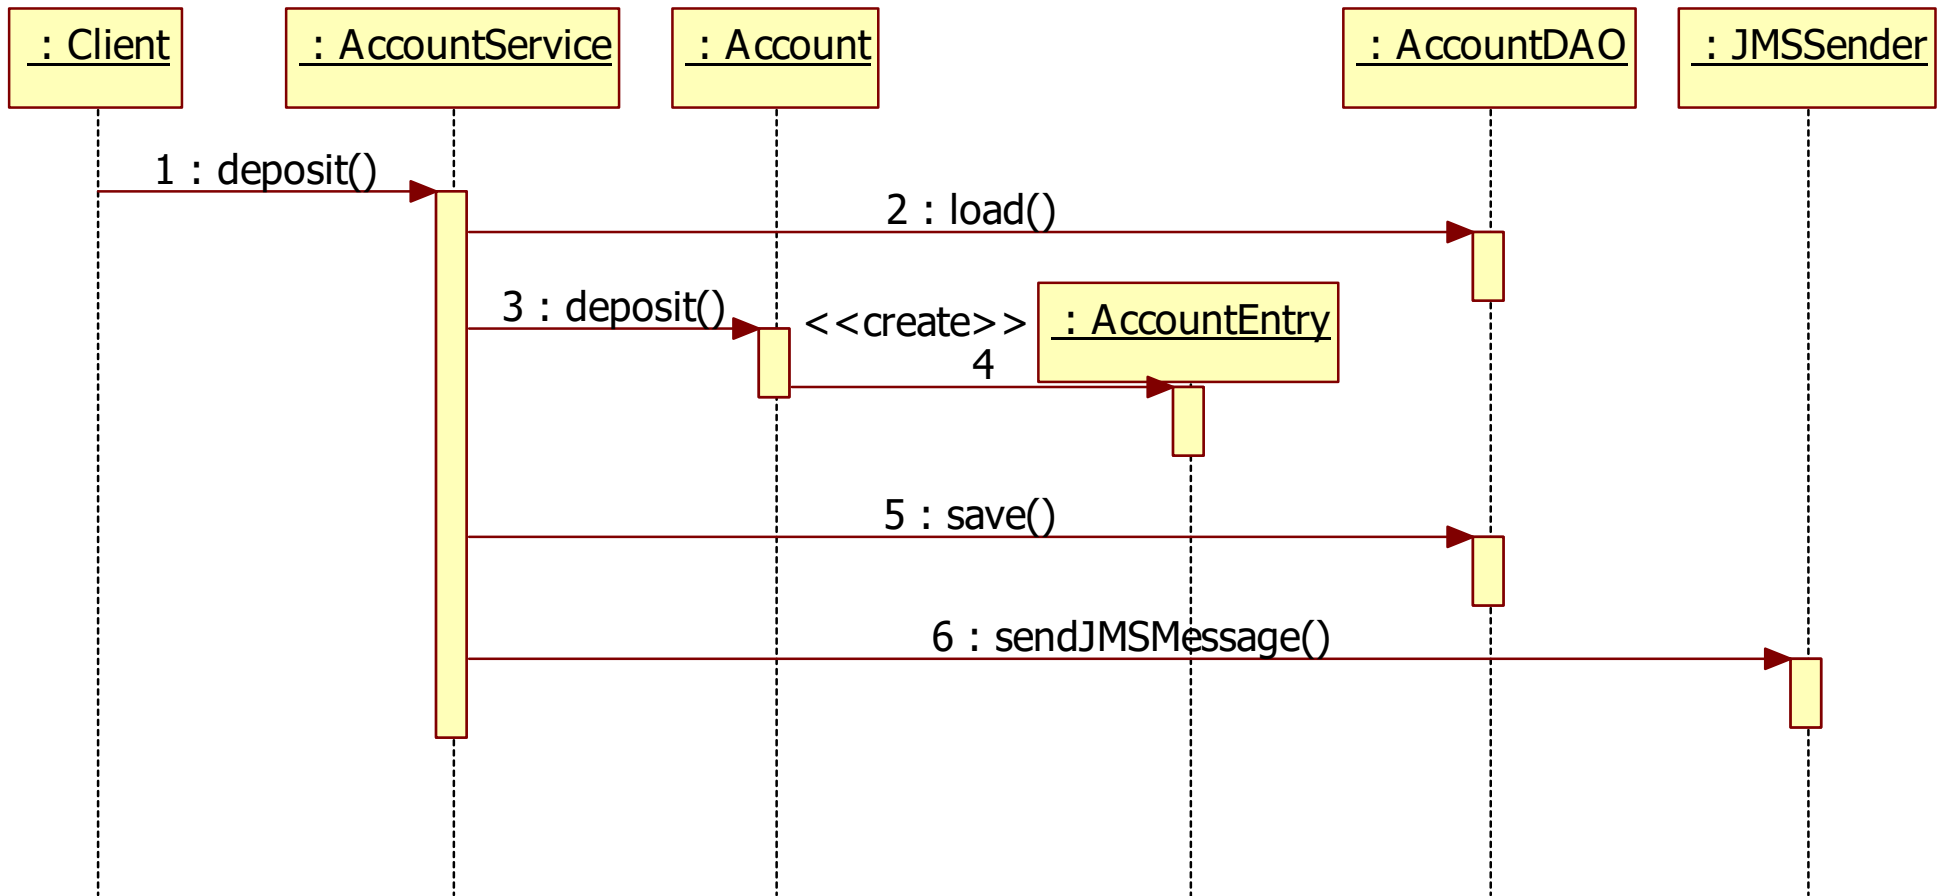 : Client
: AccountService
: Account
: AccountDAO
: JMSSender
1 : deposit()
2 : load()
3 : deposit()
<<create>>
4
: AccountEntry
5 : save()
6 : sendJMSMessage()